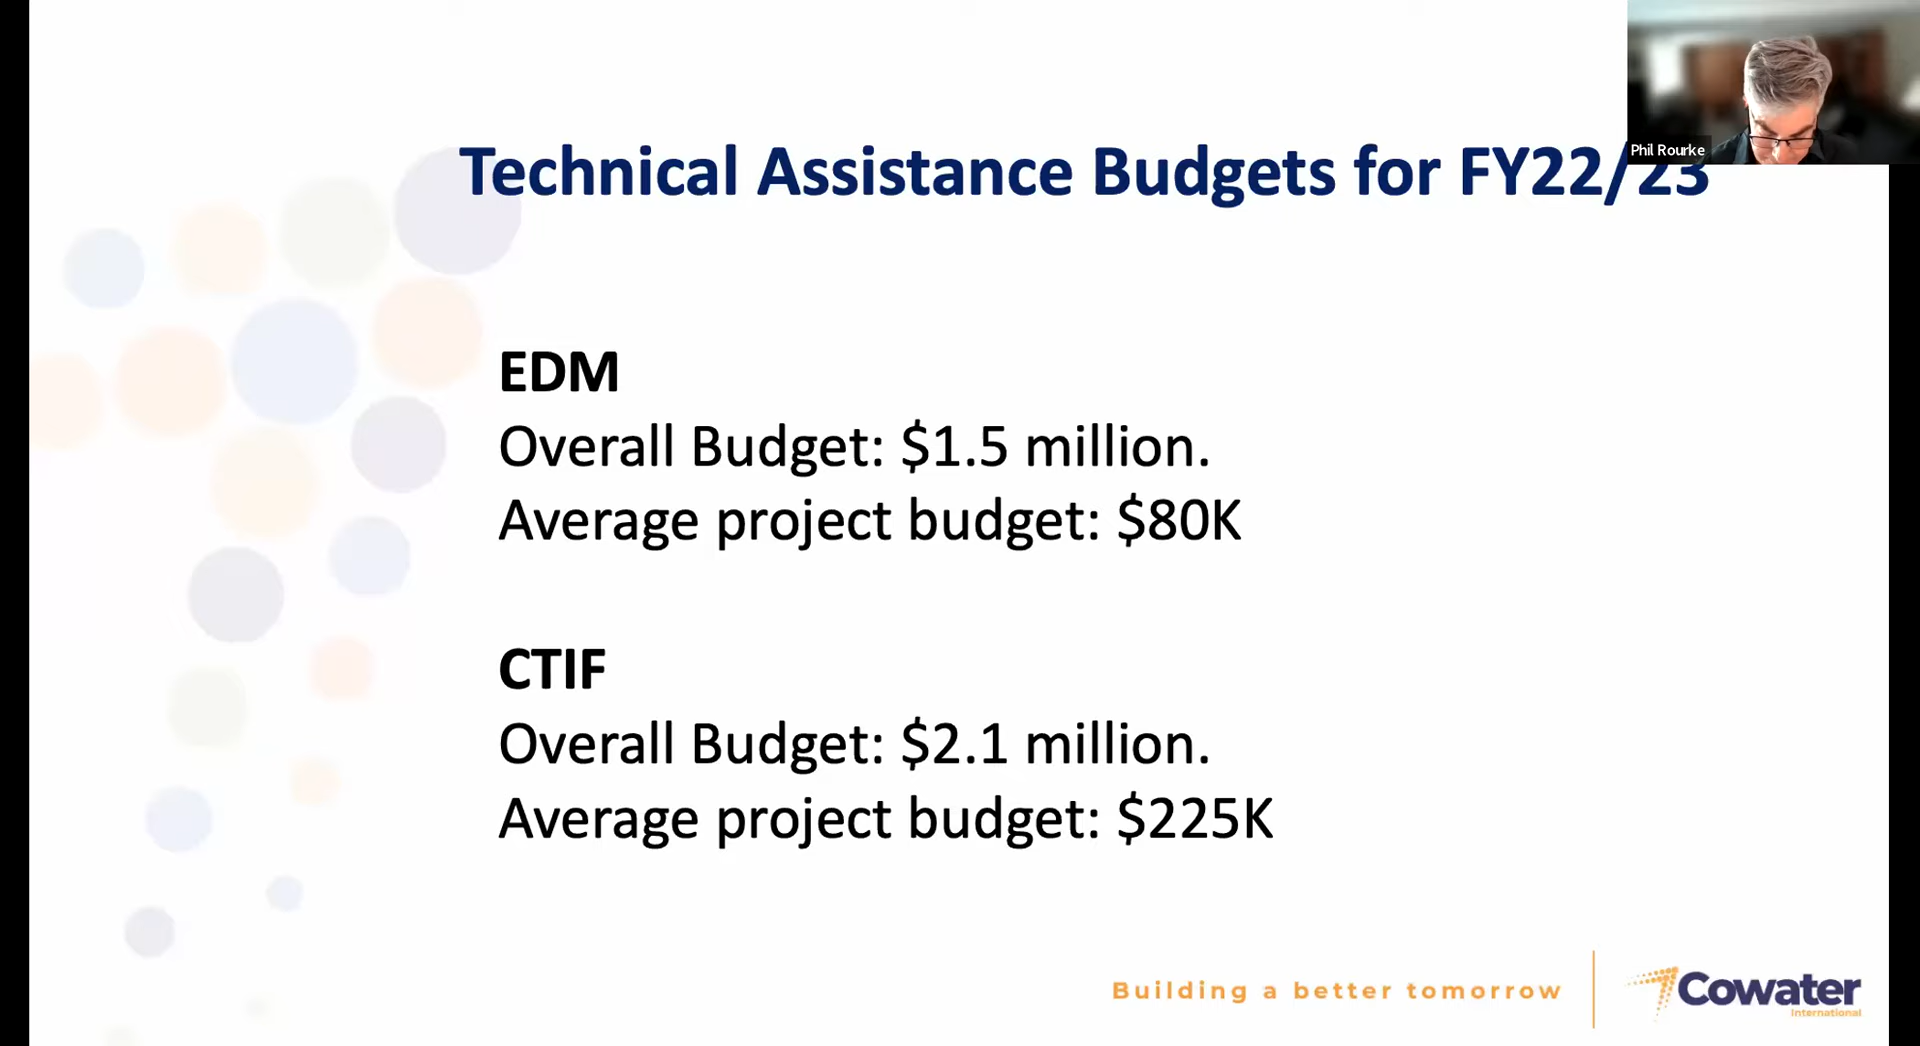 Phil Rourke
Technical Assistance Budgets for FY22/23
EDM
Overall Budget: $1.5 million.
Average project budget: $80K
CTIF
Overall Budget: $2.1 million.
Average project budget: $225K
Building a better tomorrow
Cowater
International